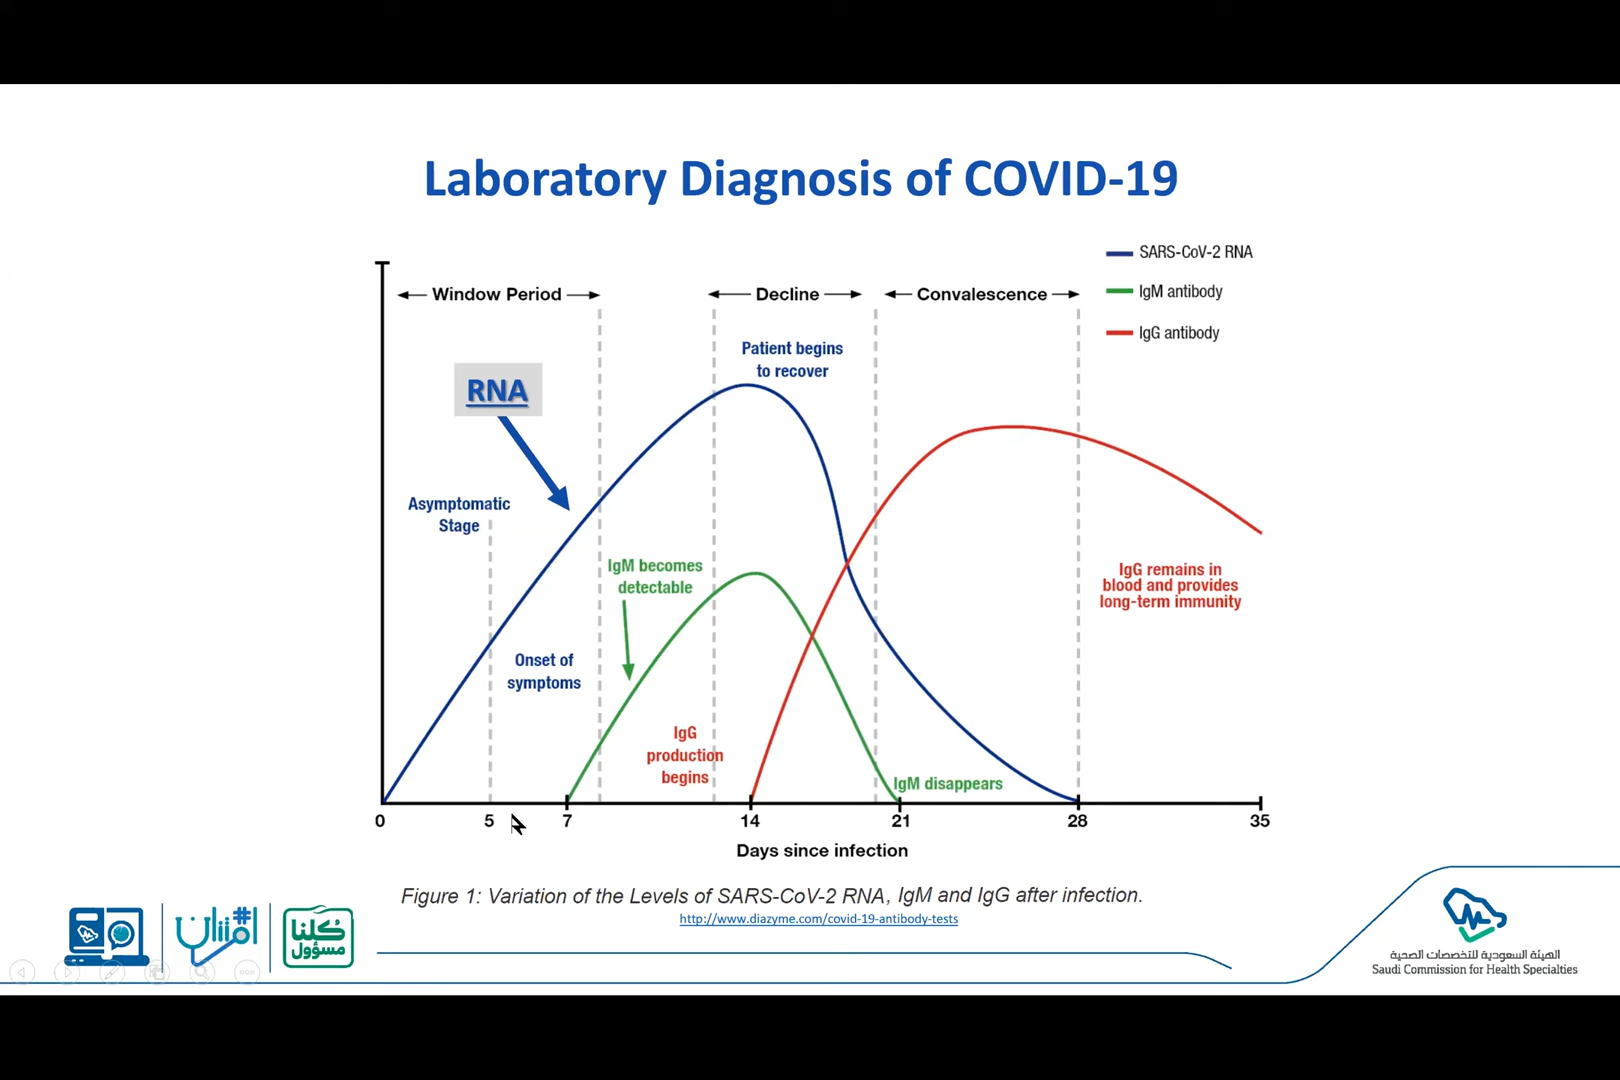 Laboratory Diagnosis of COVID-19
SARS-CoV-2 RNA
IgM antibody
IgG antibody
Window Period
Decline
Convalescence
Patient begins
to recover
RNA
Asymptomatic
Stage
IgM becomes
detectable
Onset of
symptoms
IgG
production
begins
IgM disappears
IgG remains in
blood and provides
long-term immunity
0 5 7 14 21 28 35
Days since infection
Figure 1: Variation of the Levels of SARS-CoV-2 RNA, IgM and IgG after infection.
http://www.diazyme.com/covid-19-antibody-tests
#امتنان
كلنا
مسؤول
الهيئة السعودية للتخصصات الصحية
Saudi Commission for Health Specialties